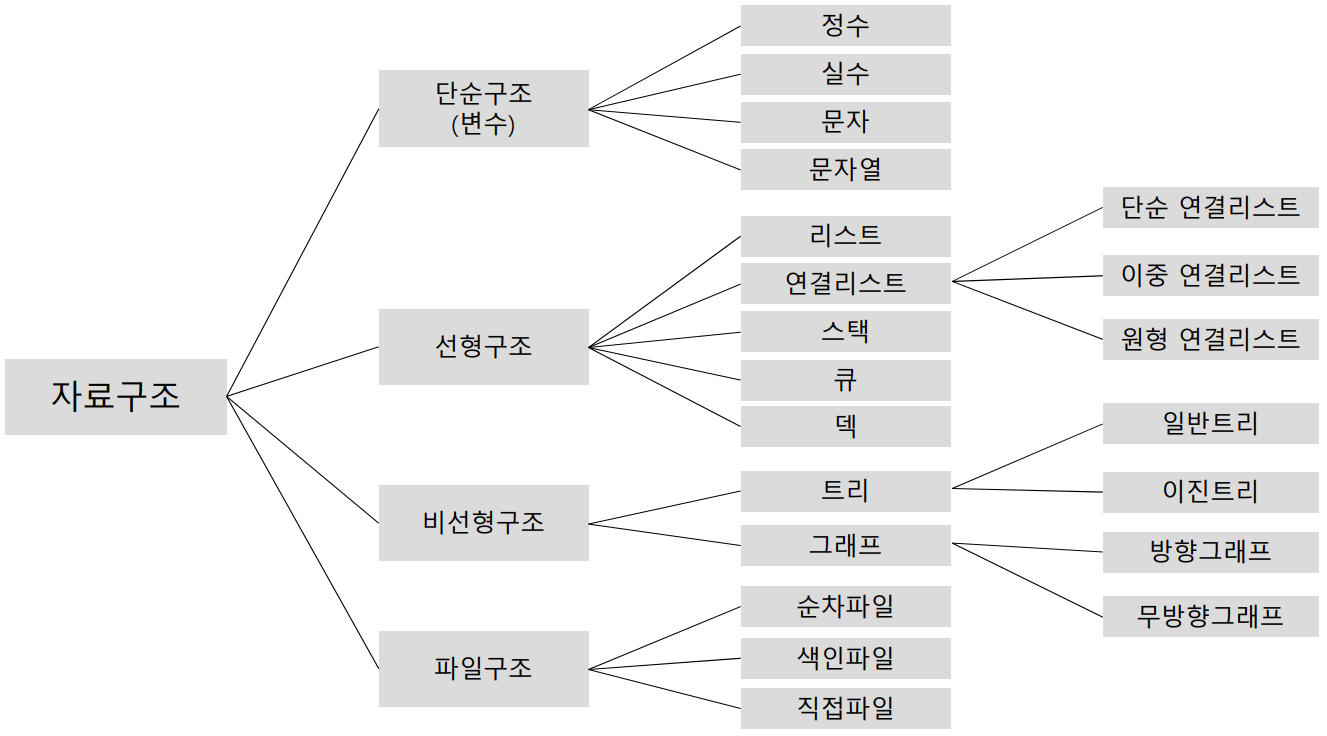 자료구조
단순구조
(변수)
정수
실수
문자
문자열
선형구조
리스트
연결리스트
단순 연결리스트
이중 연결리스트
원형 연결리스트
스택
큐
덱
비선형구조
트리
일반트리
이진트리
그래프
방향그래프
무방향그래프
파일구조
순차파일
색인파일
직접파일